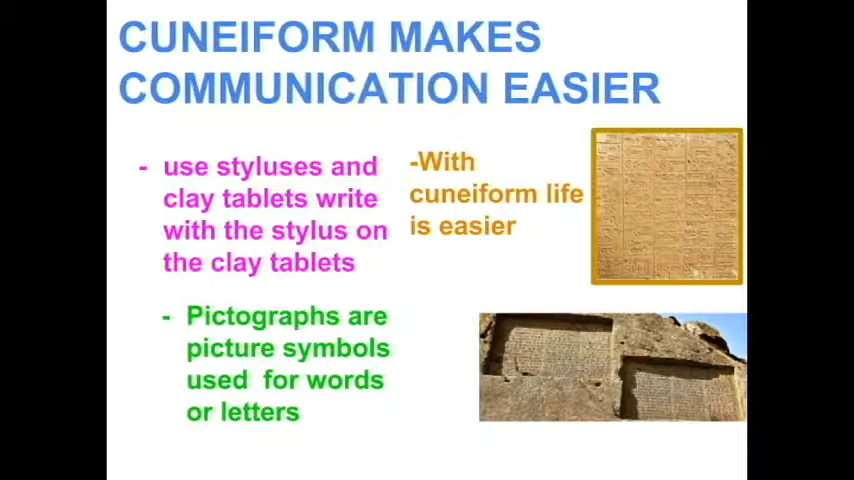 CUNEIFORM MAKES
COMMUNICATION EASIER
- use styluses and
clay tablets write
with the stylus on
the clay tablets
-With
cuneiform life
is easier
- Pictographs are
picture symbols
used for words
or letters